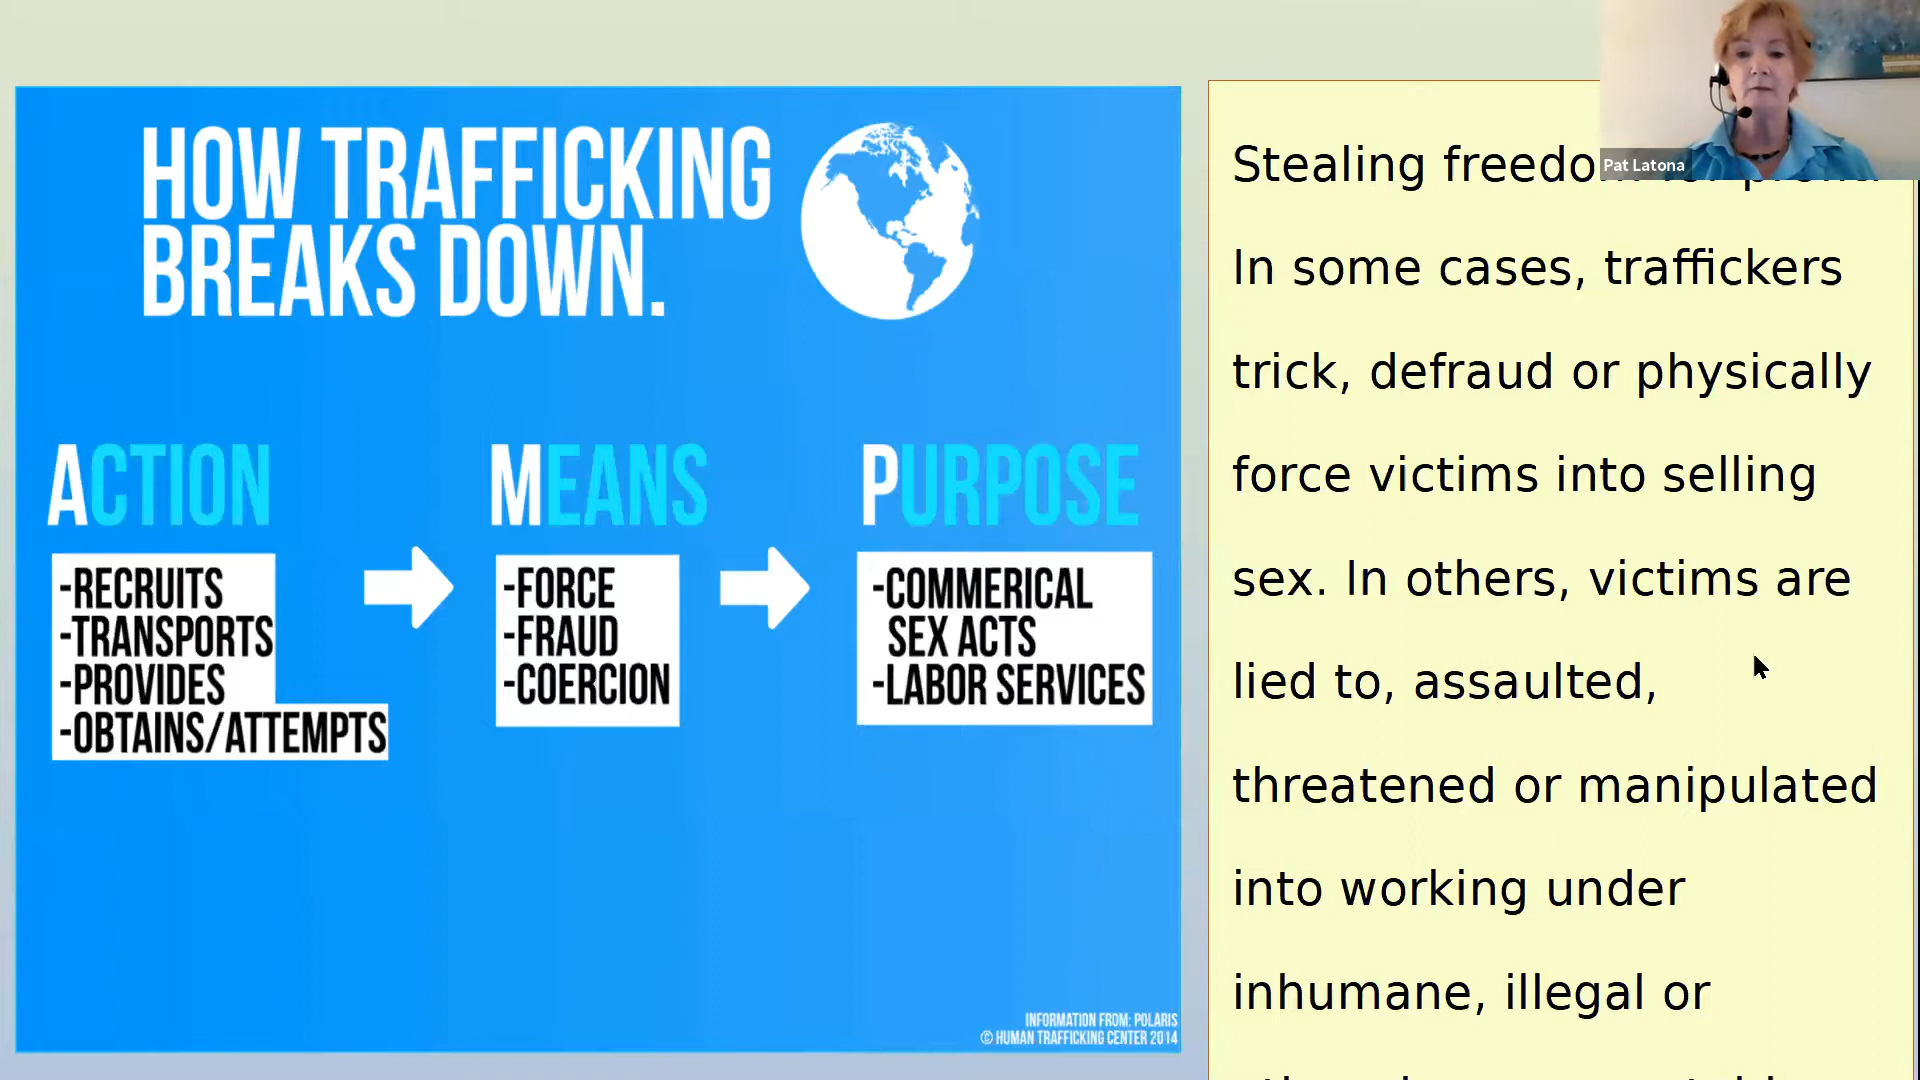 HOW TRAFFICKING
BREAKS DOWN.
ACTION
-RECRUITS
-TRANSPORTS
-PROVIDES
-OBTAINS/ATTEMPTS
MEANS
-FORCE
-FRAUD
-COERCION
PURPOSE
-COMMERICAL
SEX ACTS
-LABOR SERVICES
INFORMATION FROM: POLARIS
© HUMAN TRAFFICKING CENTER 2014
Stealing
In some cases, traffickers
trick, defraud or physically
force victims into selling
sex. In others, victims are
lied to, assaulted,
threatened or manipulated
into working under
inhumane, illegal or
Pat Latona